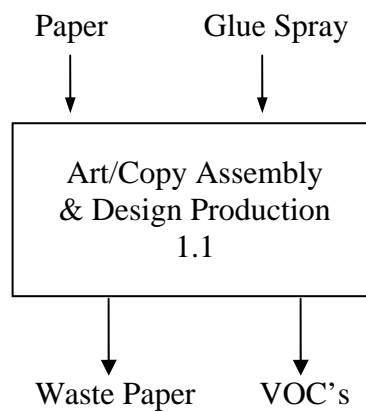 Paper Glue Spray
Art/Copy Assembly
& Design Production
1.1
Waste Paper VOC's